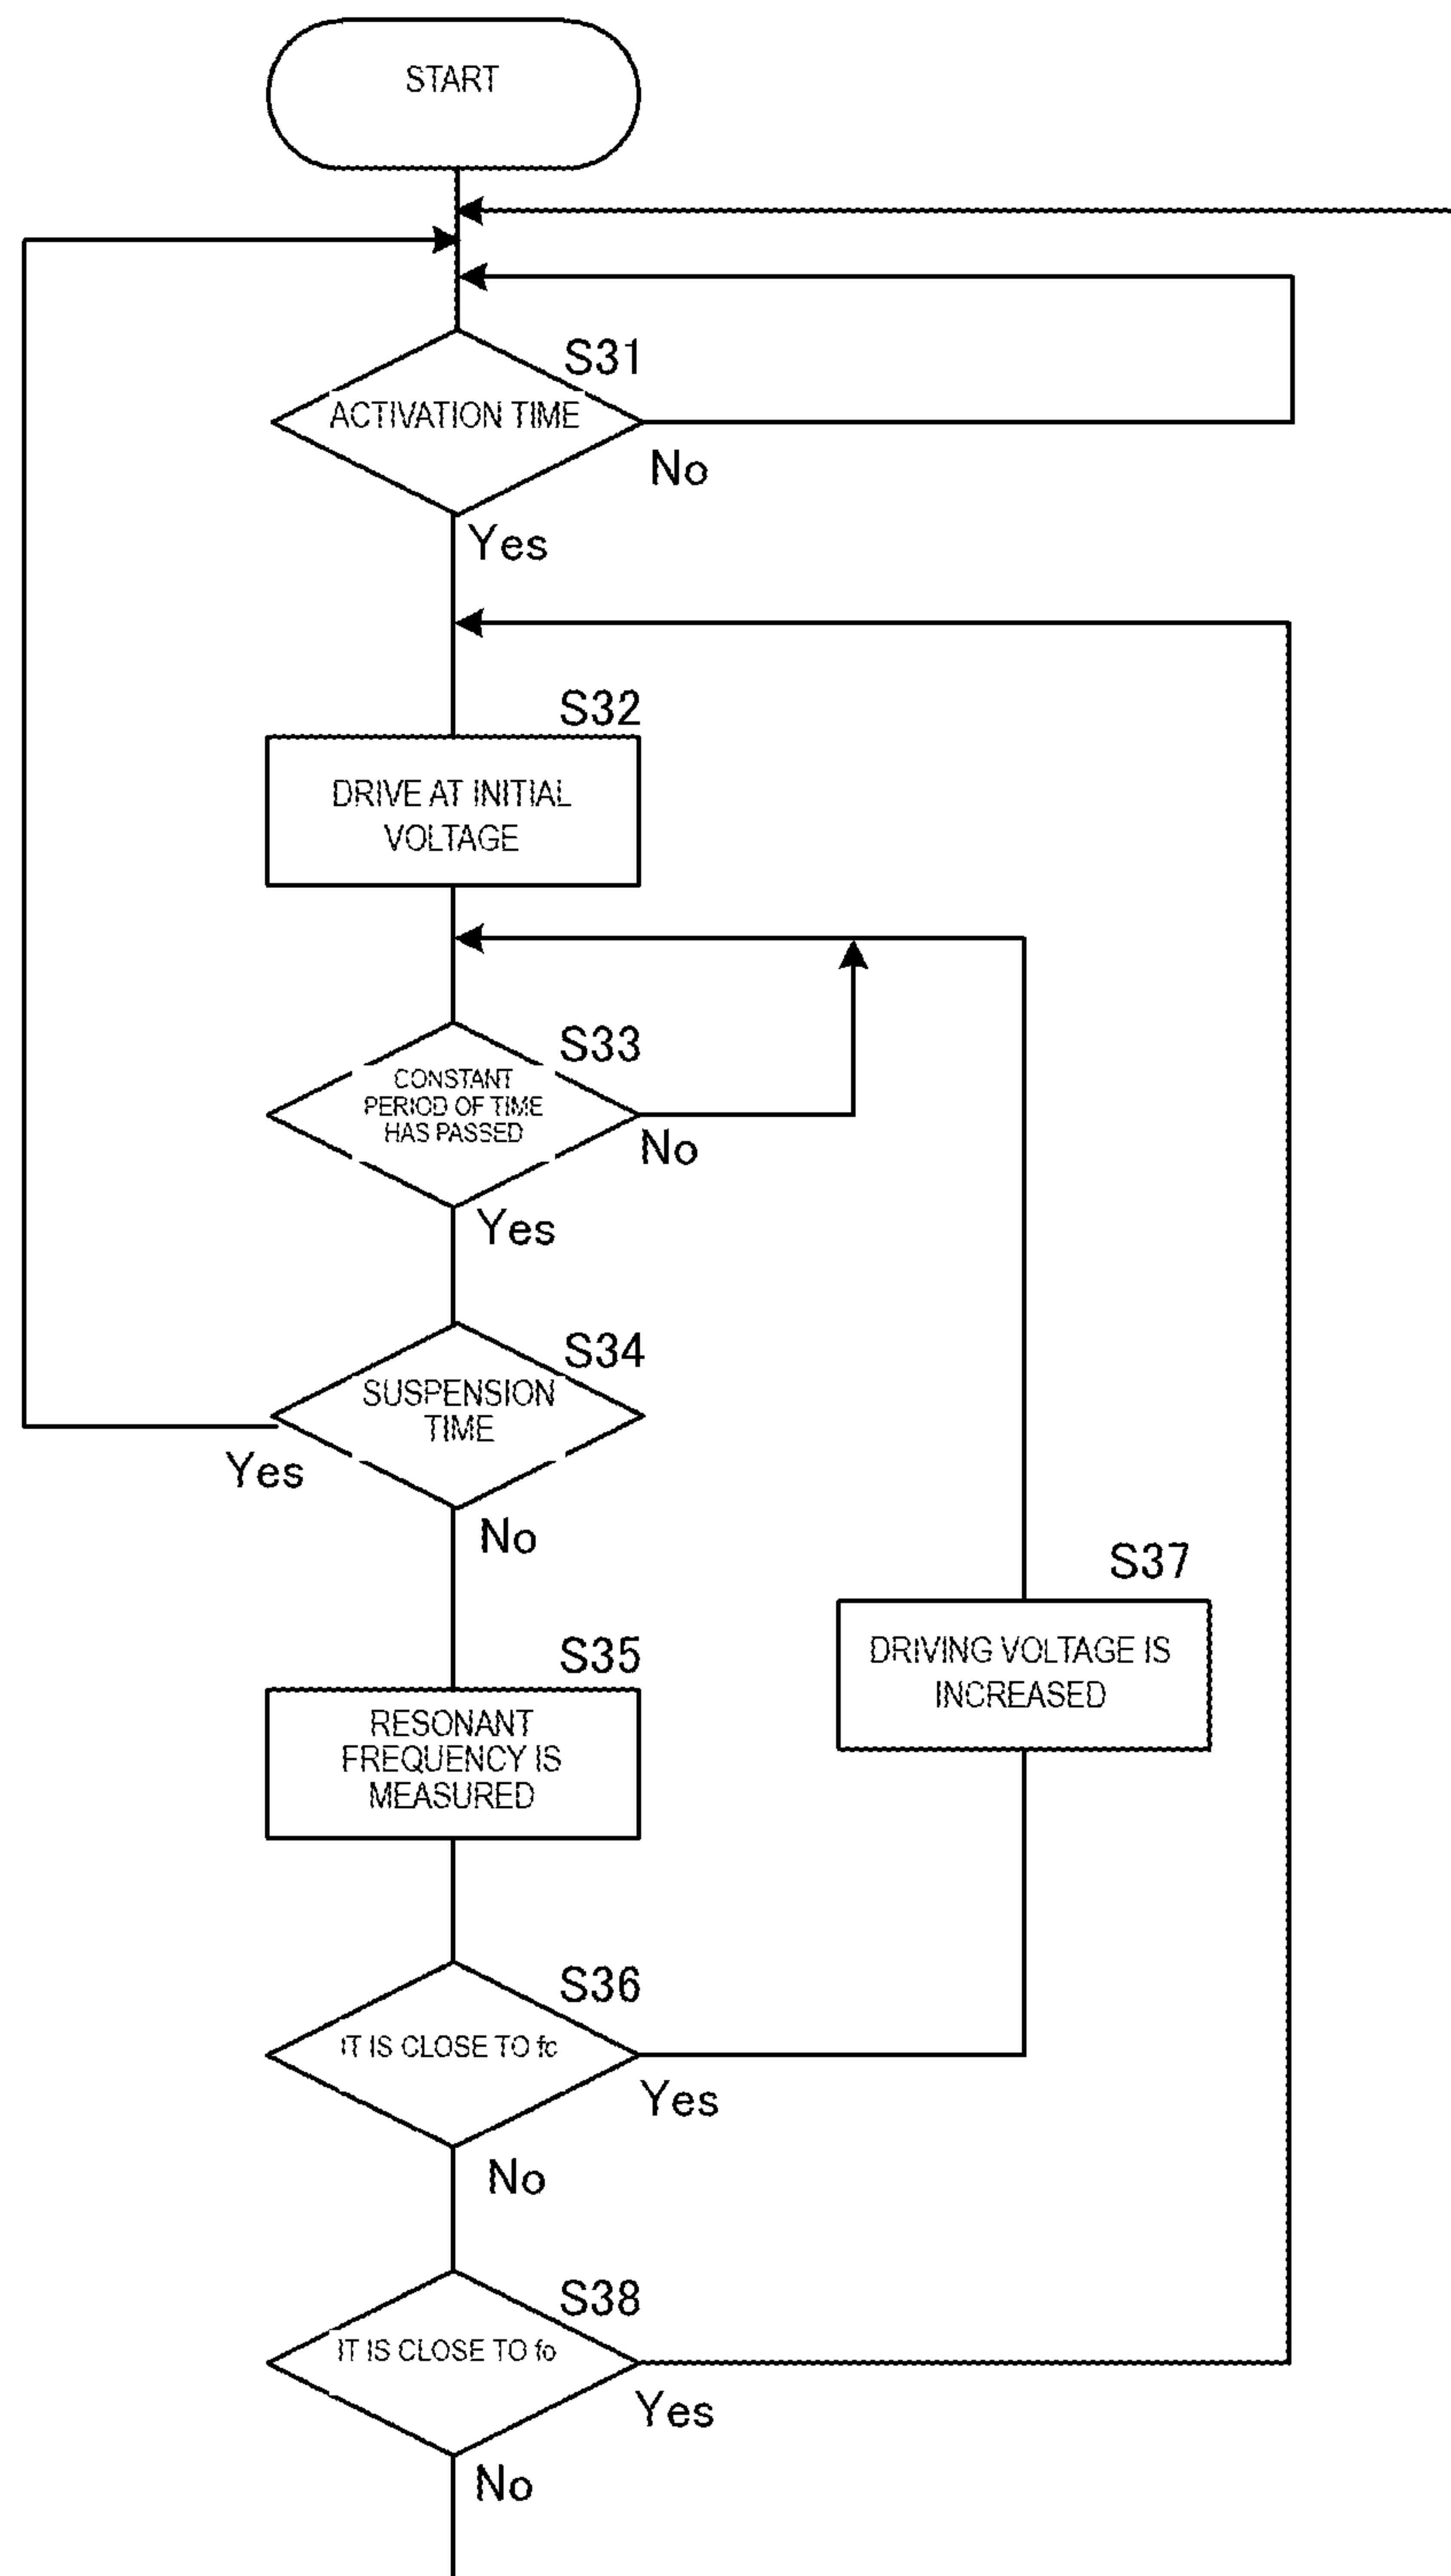 START
S31
ACTIVATION TIME
No
Yes
S32
DRIVE AT INITIAL
VOLTAGE
S33
CONSTANT
PERIOD OF TIME
HAS PASSED
No
Yes
S34
SUSPENSION
TIME
Yes
No
S37
DRIVING VOLTAGE IS
INCREASED
S35
RESONANT
FREQUENCY IS
MEASURED
S36
IT IS CLOSE TO fc
Yes
No
S38
IT IS CLOSE TO fo
Yes
No